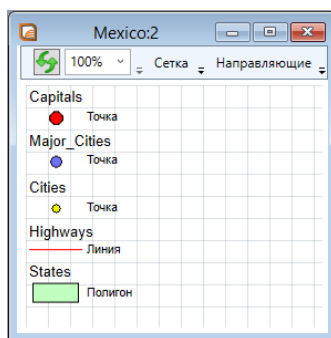 Mexico:2
100% Сетка Направляющие
Capitals
Точка
Major_Cities
Точка
Cities
Точка
Highways
Линия
States
Полигон